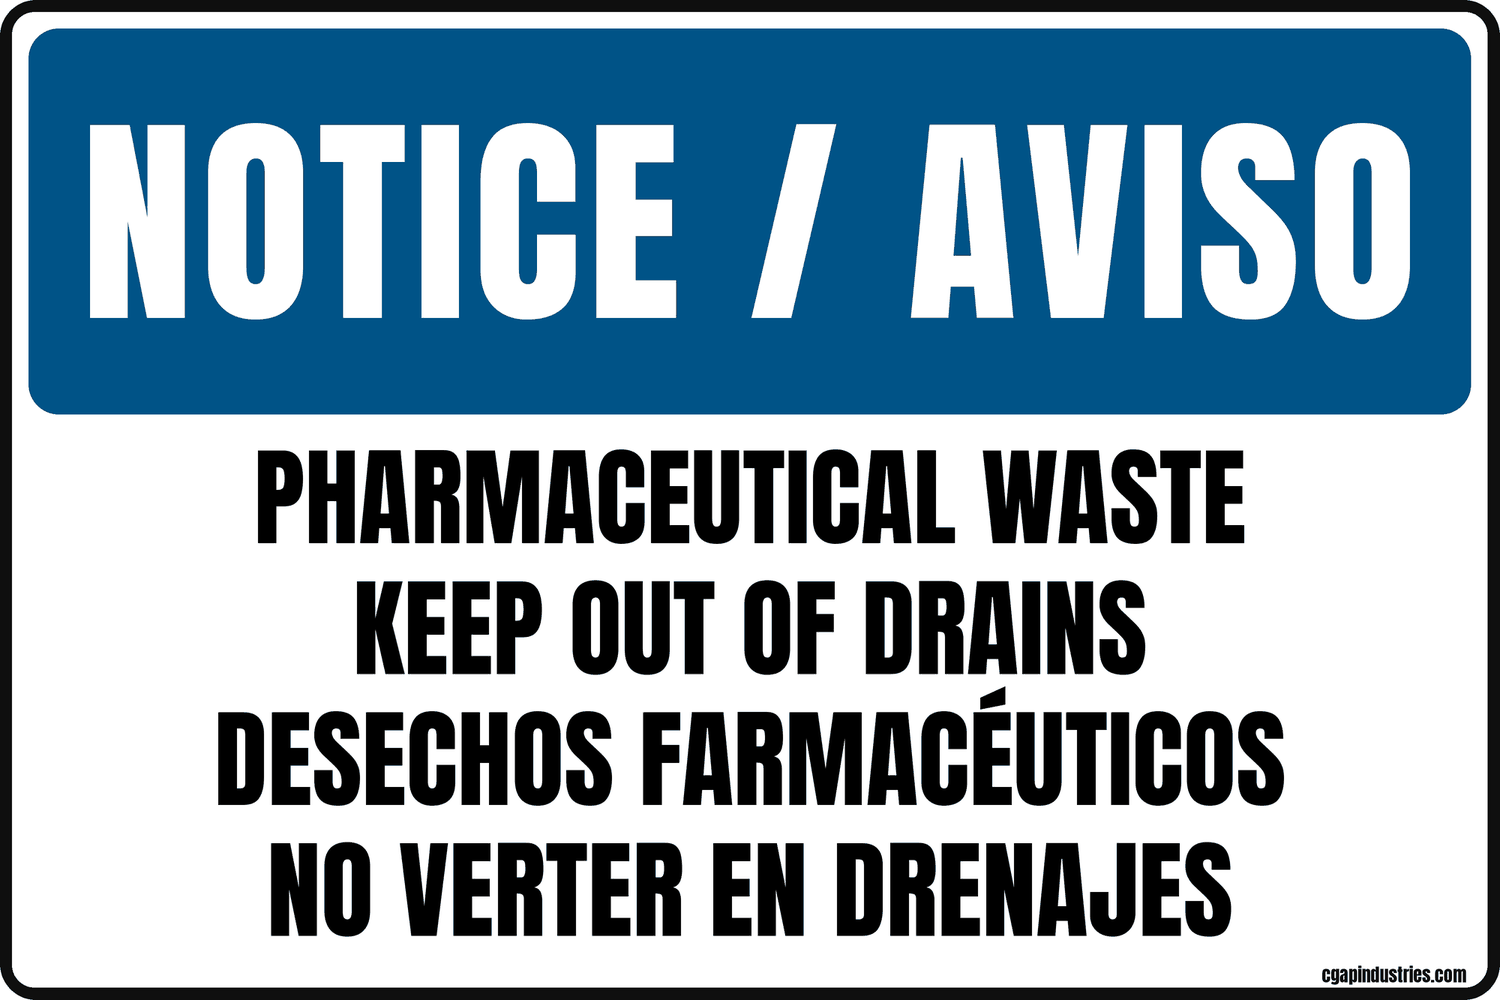 NOTICE / AVISO
PHARMACEUTICAL WASTE
KEEP OUT OF DRAINS
DESECHOS FARMACÉUTICOS
NO VERTER EN DRENAJES
cgapindustries.com